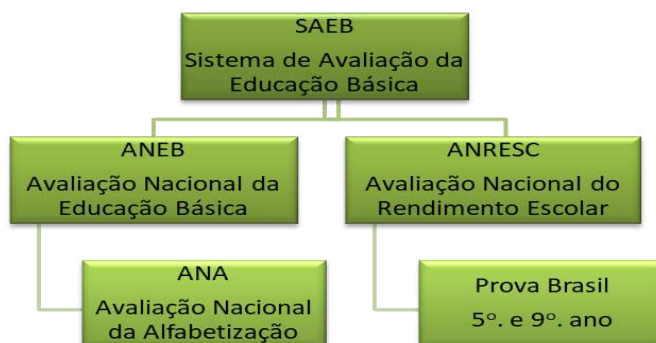 SAEB
Sistema de Avaliação da
Educação Básica
ANEB
Avaliação Nacional da
Educação Básica
ANRESC
Avaliação Nacional do
Rendimento Escolar
ANA
Avaliação Nacional
da Alfabetização
Prova Brasil
5º. e 9º. ano